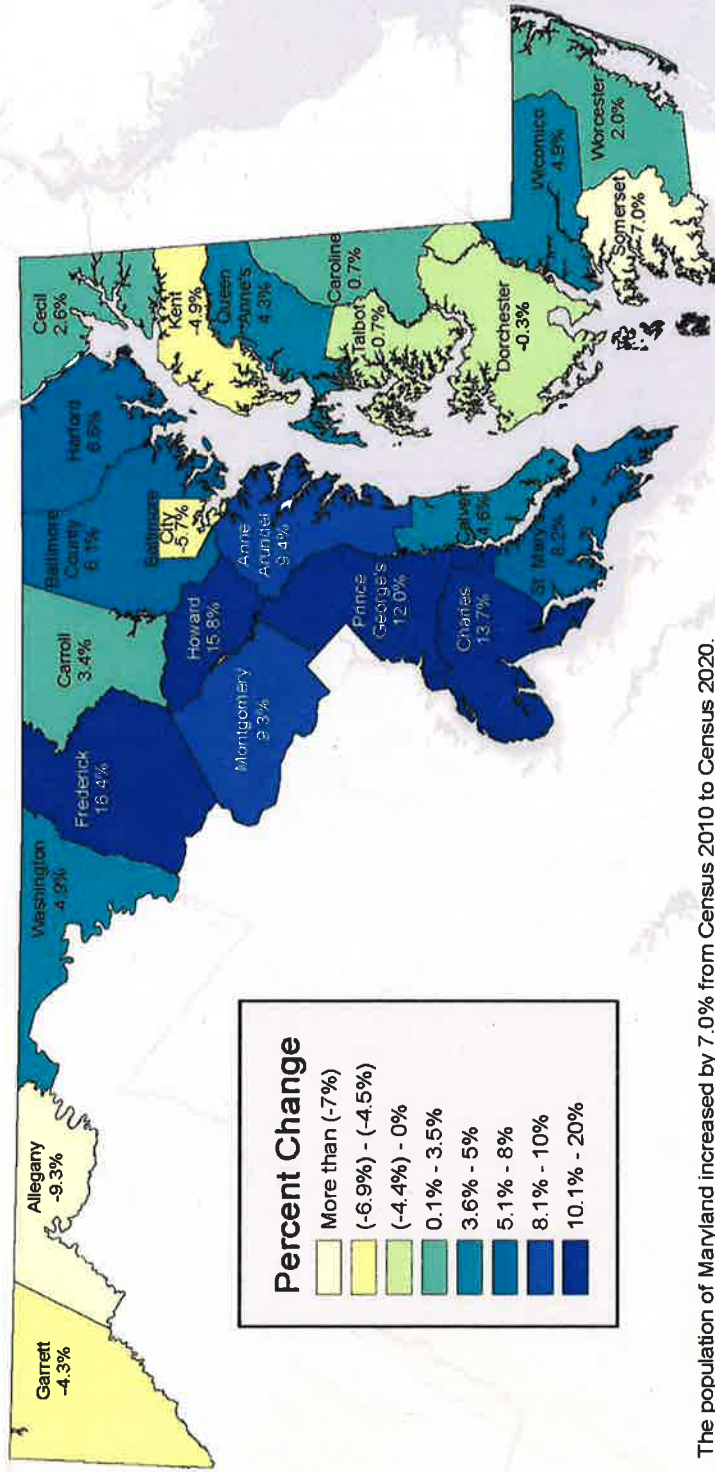 Garrett
-4.3%
Allegany
-9.3%
Washington
4.9%
Frederick
16.4%
Carroll
3.4%
Baltimore
County
6.1%
Harford
6.6%
Cecil
2.6%
Baltimore
City
-5.7%
Howard
15.8%
Montgomery
9.3%
Anne
Arundel
9.4%
Prince
George's
12.0%
Charles
13.7%
Calvert
4.6%
St. Mary's
8.2%
Kent
-4.9%
Queen
Anne's
4.3%
Caroline
0.7%
Talbot
-0.7%
Dorchester
-0.3%
Wicomico
4.9%
Somerset
-7.0%
Worcester
2.0%
Percent Change
More than (-7%)
(-6.9%) - (-4.5%)
(-4.4%) - 0%
0.1% - 3.5%
3.6% - 5%
5.1% - 8%
8.1% - 10%
10.1% - 20%
The population of Maryland increased by 7.0% from Census 2010 to Census 2020.